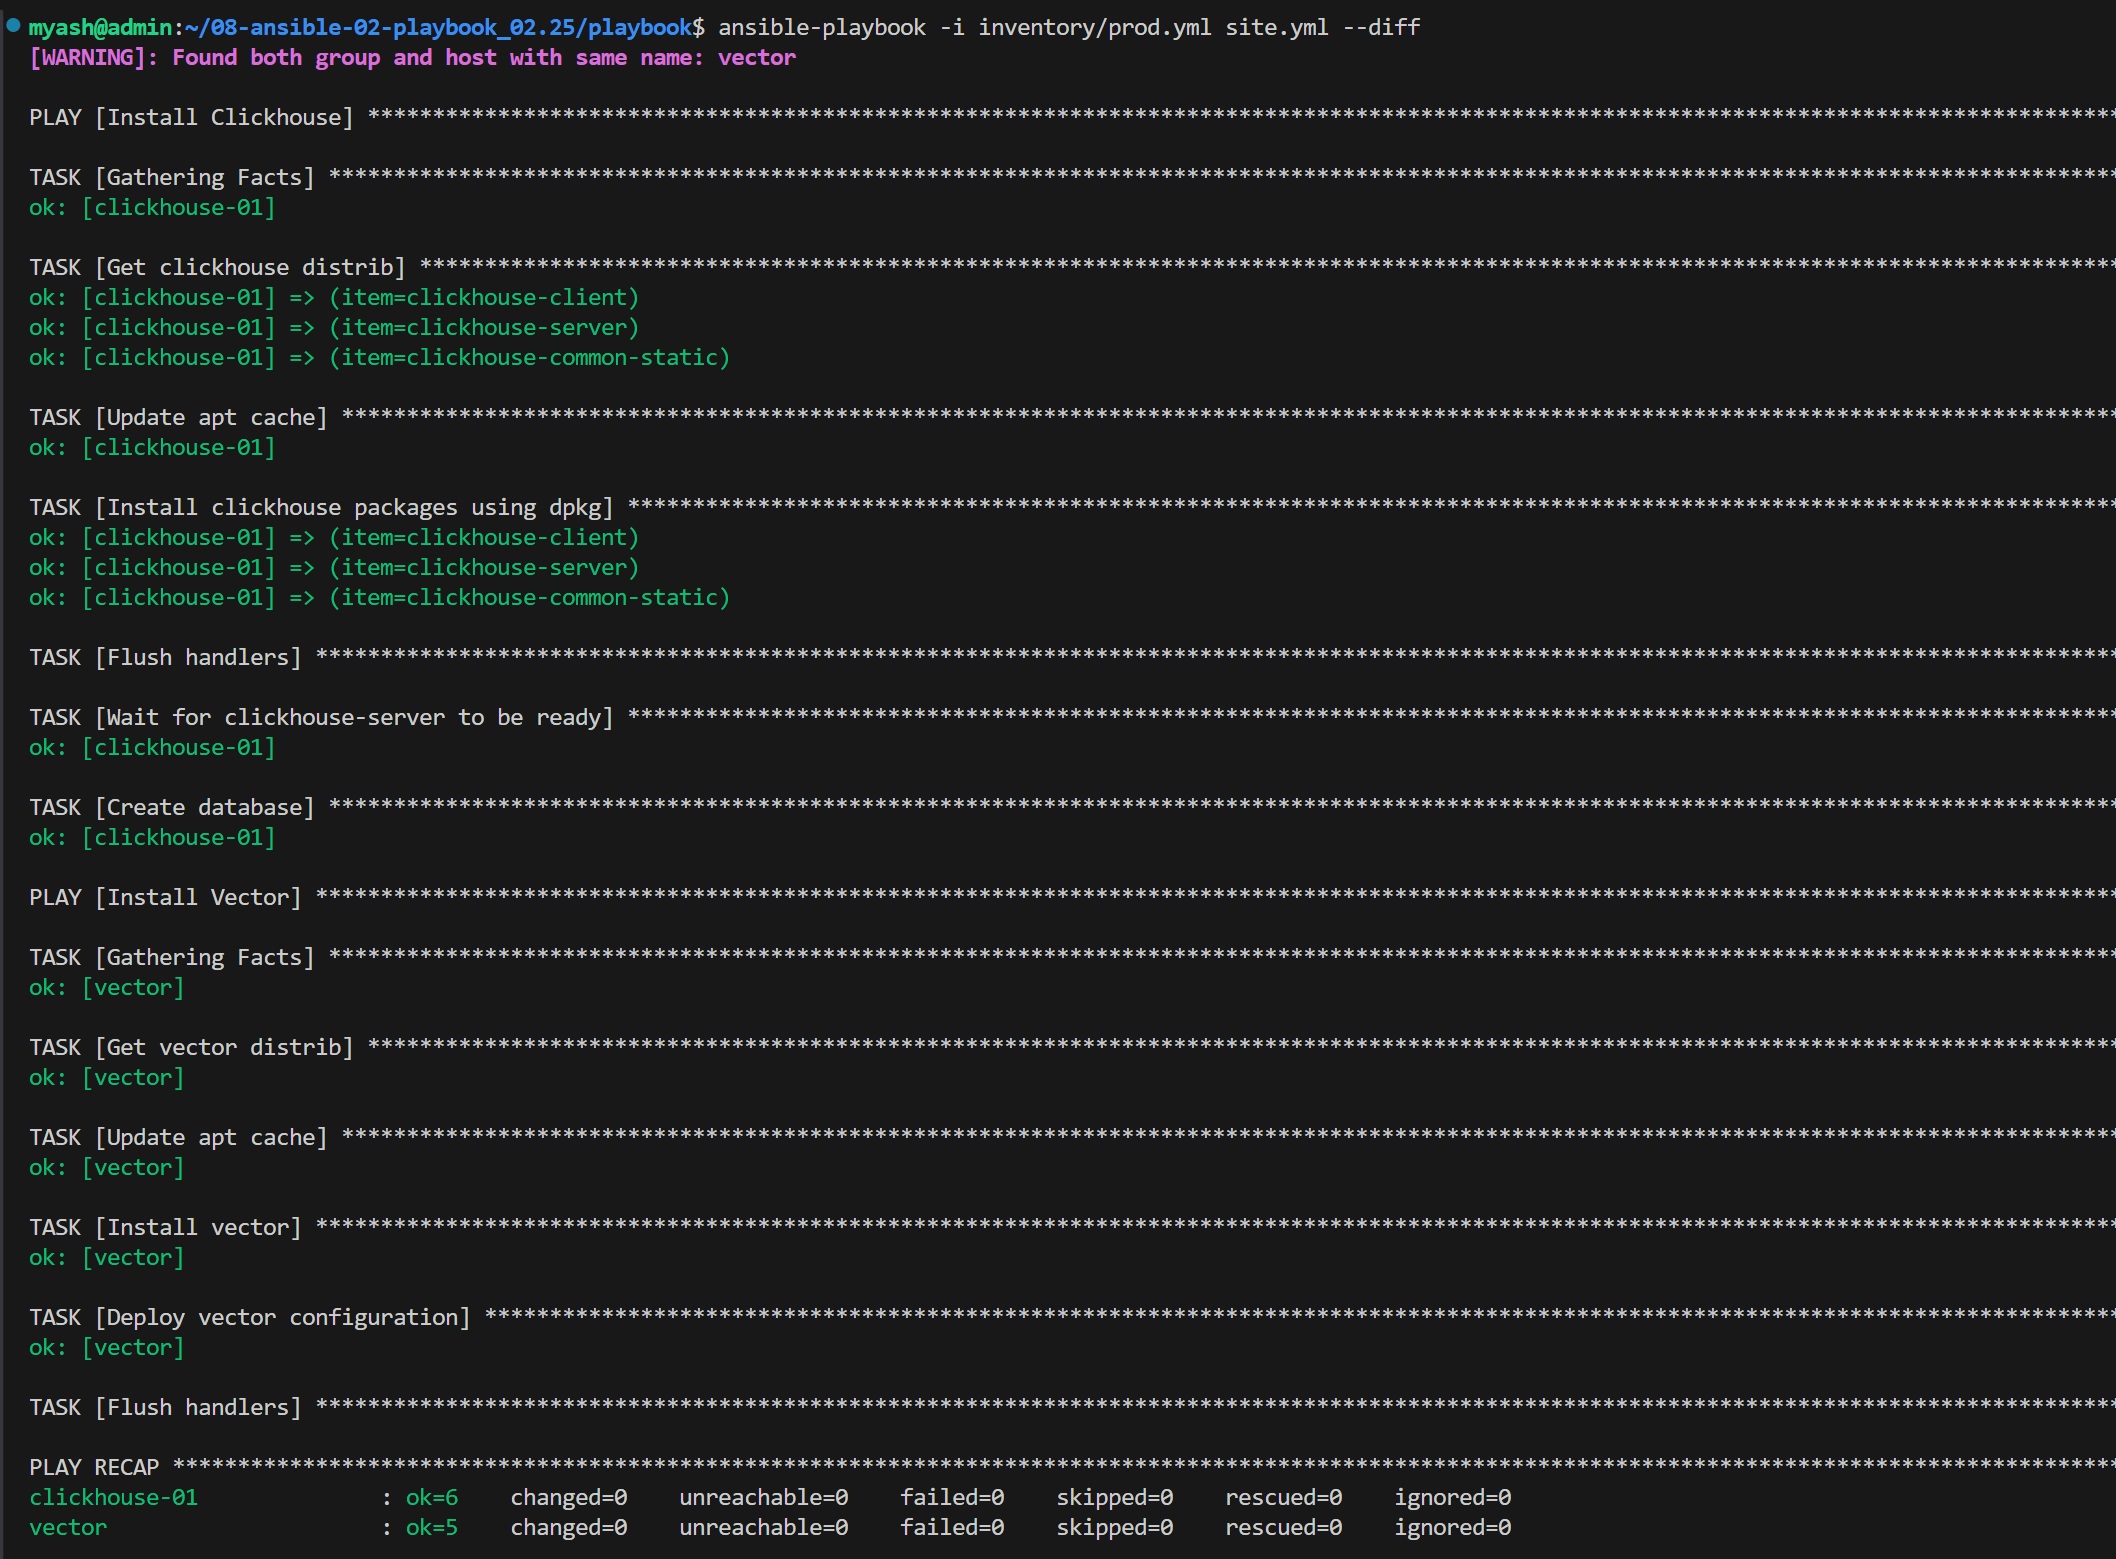 myash@admin:~/08-ansible-02-playbook_02.25/playbook$ ansible-playbook -i inventory/prod.yml site.yml --diff
[WARNING]: Found both group and host with same name: vector
PLAY [Install Clickhouse] ***************************************************************************************************************************************
TASK [Gathering Facts] ******************************************************************************************************************************************
ok: [clickhouse-01]
TASK [Get clickhouse distrib] ***********************************************************************************************************************************
ok: [clickhouse-01] => (item=clickhouse-client)
ok: [clickhouse-01] => (item=clickhouse-server)
ok: [clickhouse-01] => (item=clickhouse-common-static)
TASK [Update apt cache] *****************************************************************************************************************************************
ok: [clickhouse-01]
TASK [Install clickhouse packages using dpkg] *******************************************************************************************************************
ok: [clickhouse-01] => (item=clickhouse-client)
ok: [clickhouse-01] => (item=clickhouse-server)
ok: [clickhouse-01] => (item=clickhouse-common-static)
TASK [Flush handlers] *******************************************************************************************************************************************
TASK [Wait for clickhouse-server to be ready] *******************************************************************************************************************
ok: [clickhouse-01]
TASK [Create database] ******************************************************************************************************************************************
ok: [clickhouse-01]
PLAY [Install Vector] *******************************************************************************************************************************************
TASK [Gathering Facts] ******************************************************************************************************************************************
ok: [vector]
TASK [Get vector distrib] ***************************************************************************************************************************************
ok: [vector]
TASK [Update apt cache] *****************************************************************************************************************************************
ok: [vector]
TASK [Install vector] *******************************************************************************************************************************************
ok: [vector]
TASK [Deploy vector configuration] ******************************************************************************************************************************
ok: [vector]
TASK [Flush handlers] *******************************************************************************************************************************************
PLAY RECAP ******************************************************************************************************************************************************
clickhouse-01              : ok=6    changed=0    unreachable=0    failed=0    skipped=0    rescued=0    ignored=0
vector                     : ok=5    changed=0    unreachable=0    failed=0    skipped=0    rescued=0    ignored=0